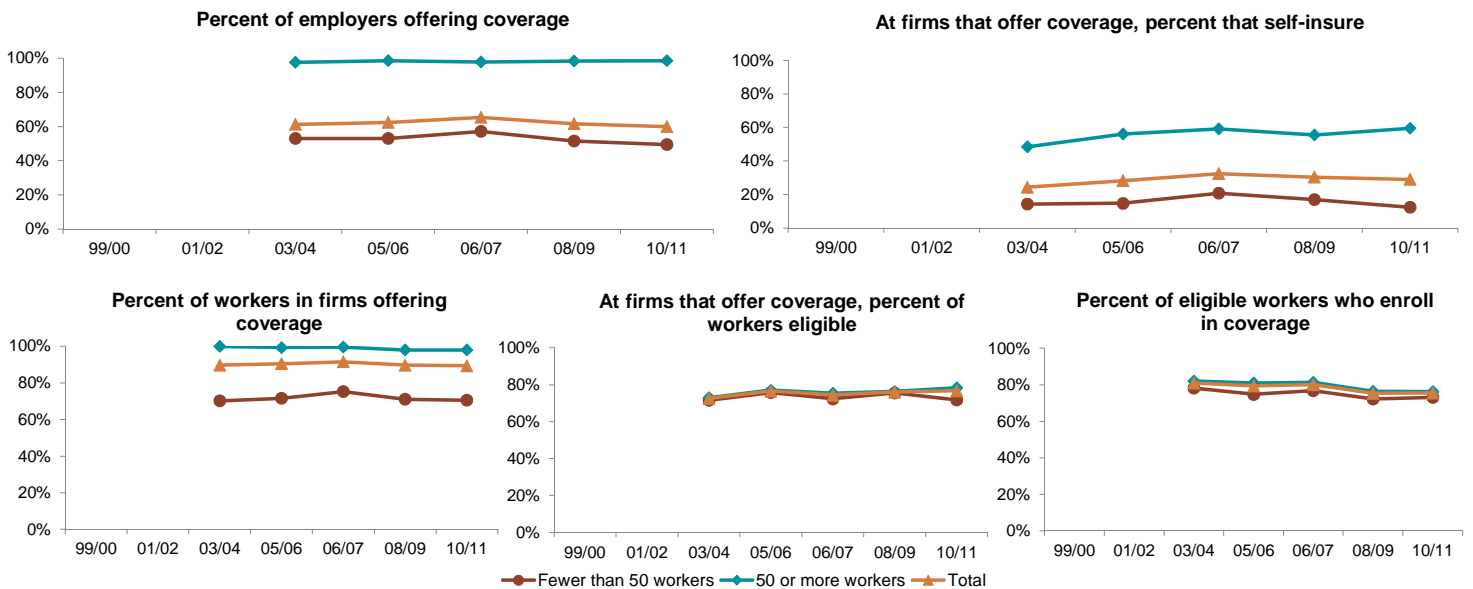 Percent of employers offering coverage
100%
80%
60%
40%
20%
0%
99/00 01/02 03/04 05/06 06/07 08/09 10/11
At firms that offer coverage, percent that self-insure
100%
80%
60%
40%
20%
0%
99/00 01/02 03/04 05/06 06/07 08/09 10/11
Percent of workers in firms offering
coverage
100%
80%
60%
40%
20%
0%
99/00 01/02 03/04 05/06 06/07 08/09 10/11
At firms that offer coverage, percent of
workers eligible
100%
80%
60%
40%
20%
0%
99/00 01/02 03/04 05/06 06/07 08/09 10/11
Percent of eligible workers who enroll
in coverage
100%
80%
60%
40%
20%
0%
99/00 01/02 03/04 05/06 06/07 08/09 10/11
Fewer than 50 workers 50 or more workers Total